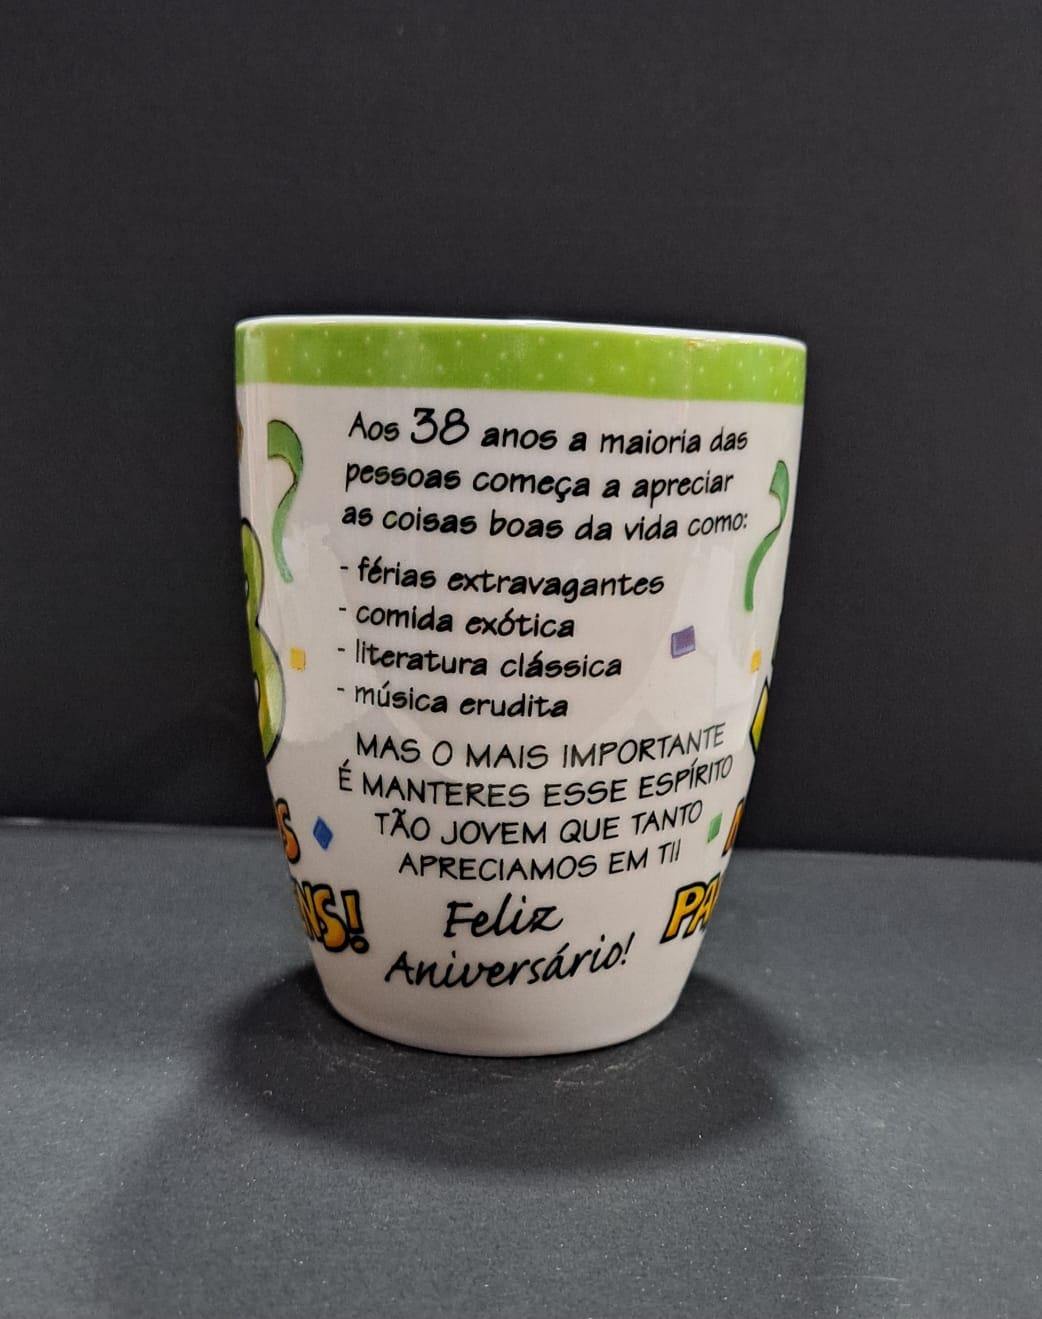 Aos 38 anos a maioria das
pessoas começa a apreciar
as coisas boas da vida como:
- férias extravagantes
- comida exótica
- literatura clássica
- música erudita
MAS O MAIS IMPORTANTE
É MANTERES ESSE ESPÍRITO
TÃO JOVEM QUE TANTO
APRECIAMOS EM TI!
Feliz
Aniversário!